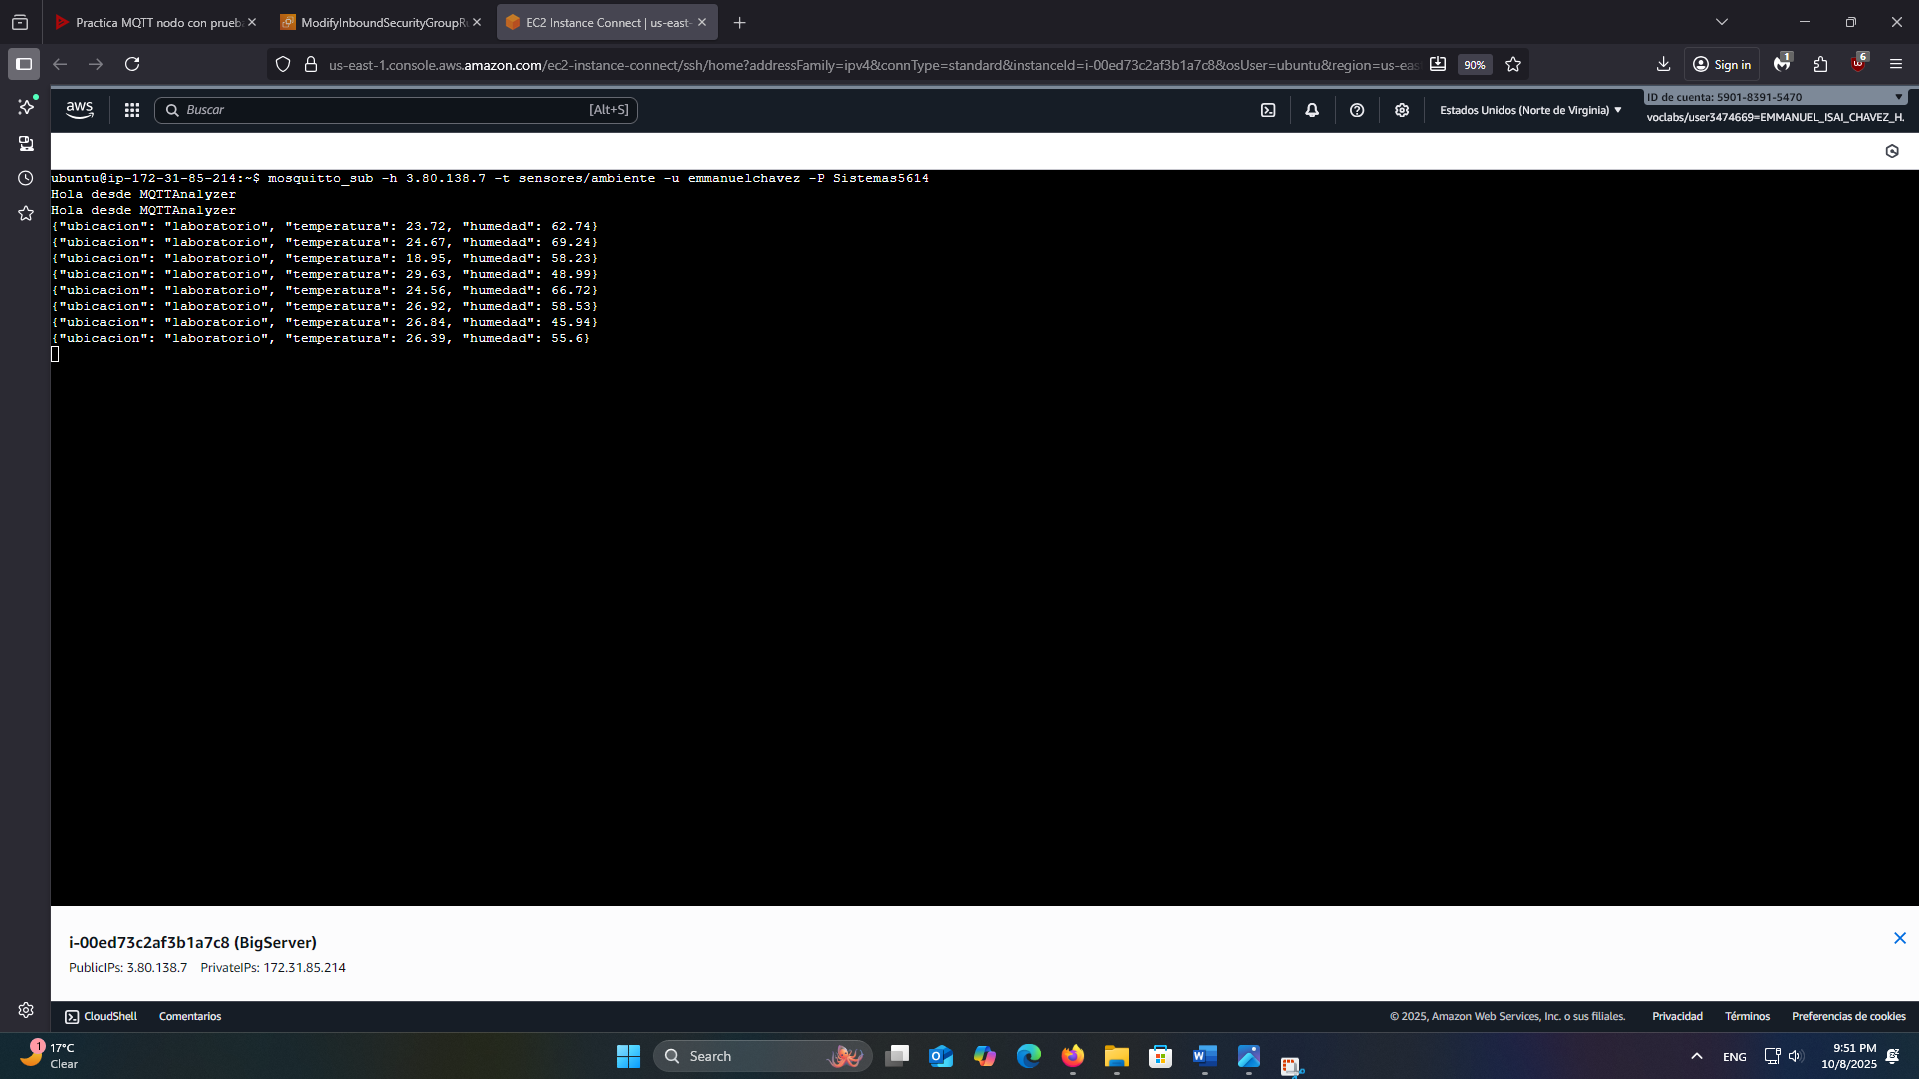 Practica MQTT nodo con prueb
ModifyInboundSecurityGroupR
EC2 Instance Connect | us-east-
us-east-1.console.aws.amazon.com/ec2-instance-connect/ssh/home?addressFamily=ipv4&connType=standard&instanceId=i-00ed73c2af3b1a7c8&osUser=ubuntu&region=us-eas
90%
Sign in
1
6
aws
Buscar
[Alt+S]
Estados Unidos (Norte de Virginia)
ID de cuenta: 5901-8391-5470
voclabs/user3474669=EMMANUEL_ISAI_CHAVEZ_H.
ubuntu@ip-172-31-85-214:~$ mosquitto_sub -h 3.80.138.7 -t sensores/ambiente -u emmanuelchavez -P Sistemas5614
Hola desde MQTTAnalyzer
Hola desde MQTTAnalyzer
{"ubicacion": "laboratorio", "temperatura": 23.72, "humedad": 62.74}
{"ubicacion": "laboratorio", "temperatura": 24.67, "humedad": 69.24}
{"ubicacion": "laboratorio", "temperatura": 18.95, "humedad": 58.23}
{"ubicacion": "laboratorio", "temperatura": 29.63, "humedad": 48.99}
{"ubicacion": "laboratorio", "temperatura": 24.56, "humedad": 66.72}
{"ubicacion": "laboratorio", "temperatura": 26.92, "humedad": 58.53}
{"ubicacion": "laboratorio", "temperatura": 26.84, "humedad": 45.94}
{"ubicacion": "laboratorio", "temperatura": 26.39, "humedad": 55.6}
i-00ed73c2af3b1a7c8 (BigServer)
PublicIPs: 3.80.138.7 PrivateIPs: 172.31.85.214
CloudShell
Comentarios
© 2025, Amazon Web Services, Inc. o sus filiales.
Privacidad
Términos
Preferencias de cookies
1
17°C
Clear
Search
ENG
9:51 PM
10/8/2025